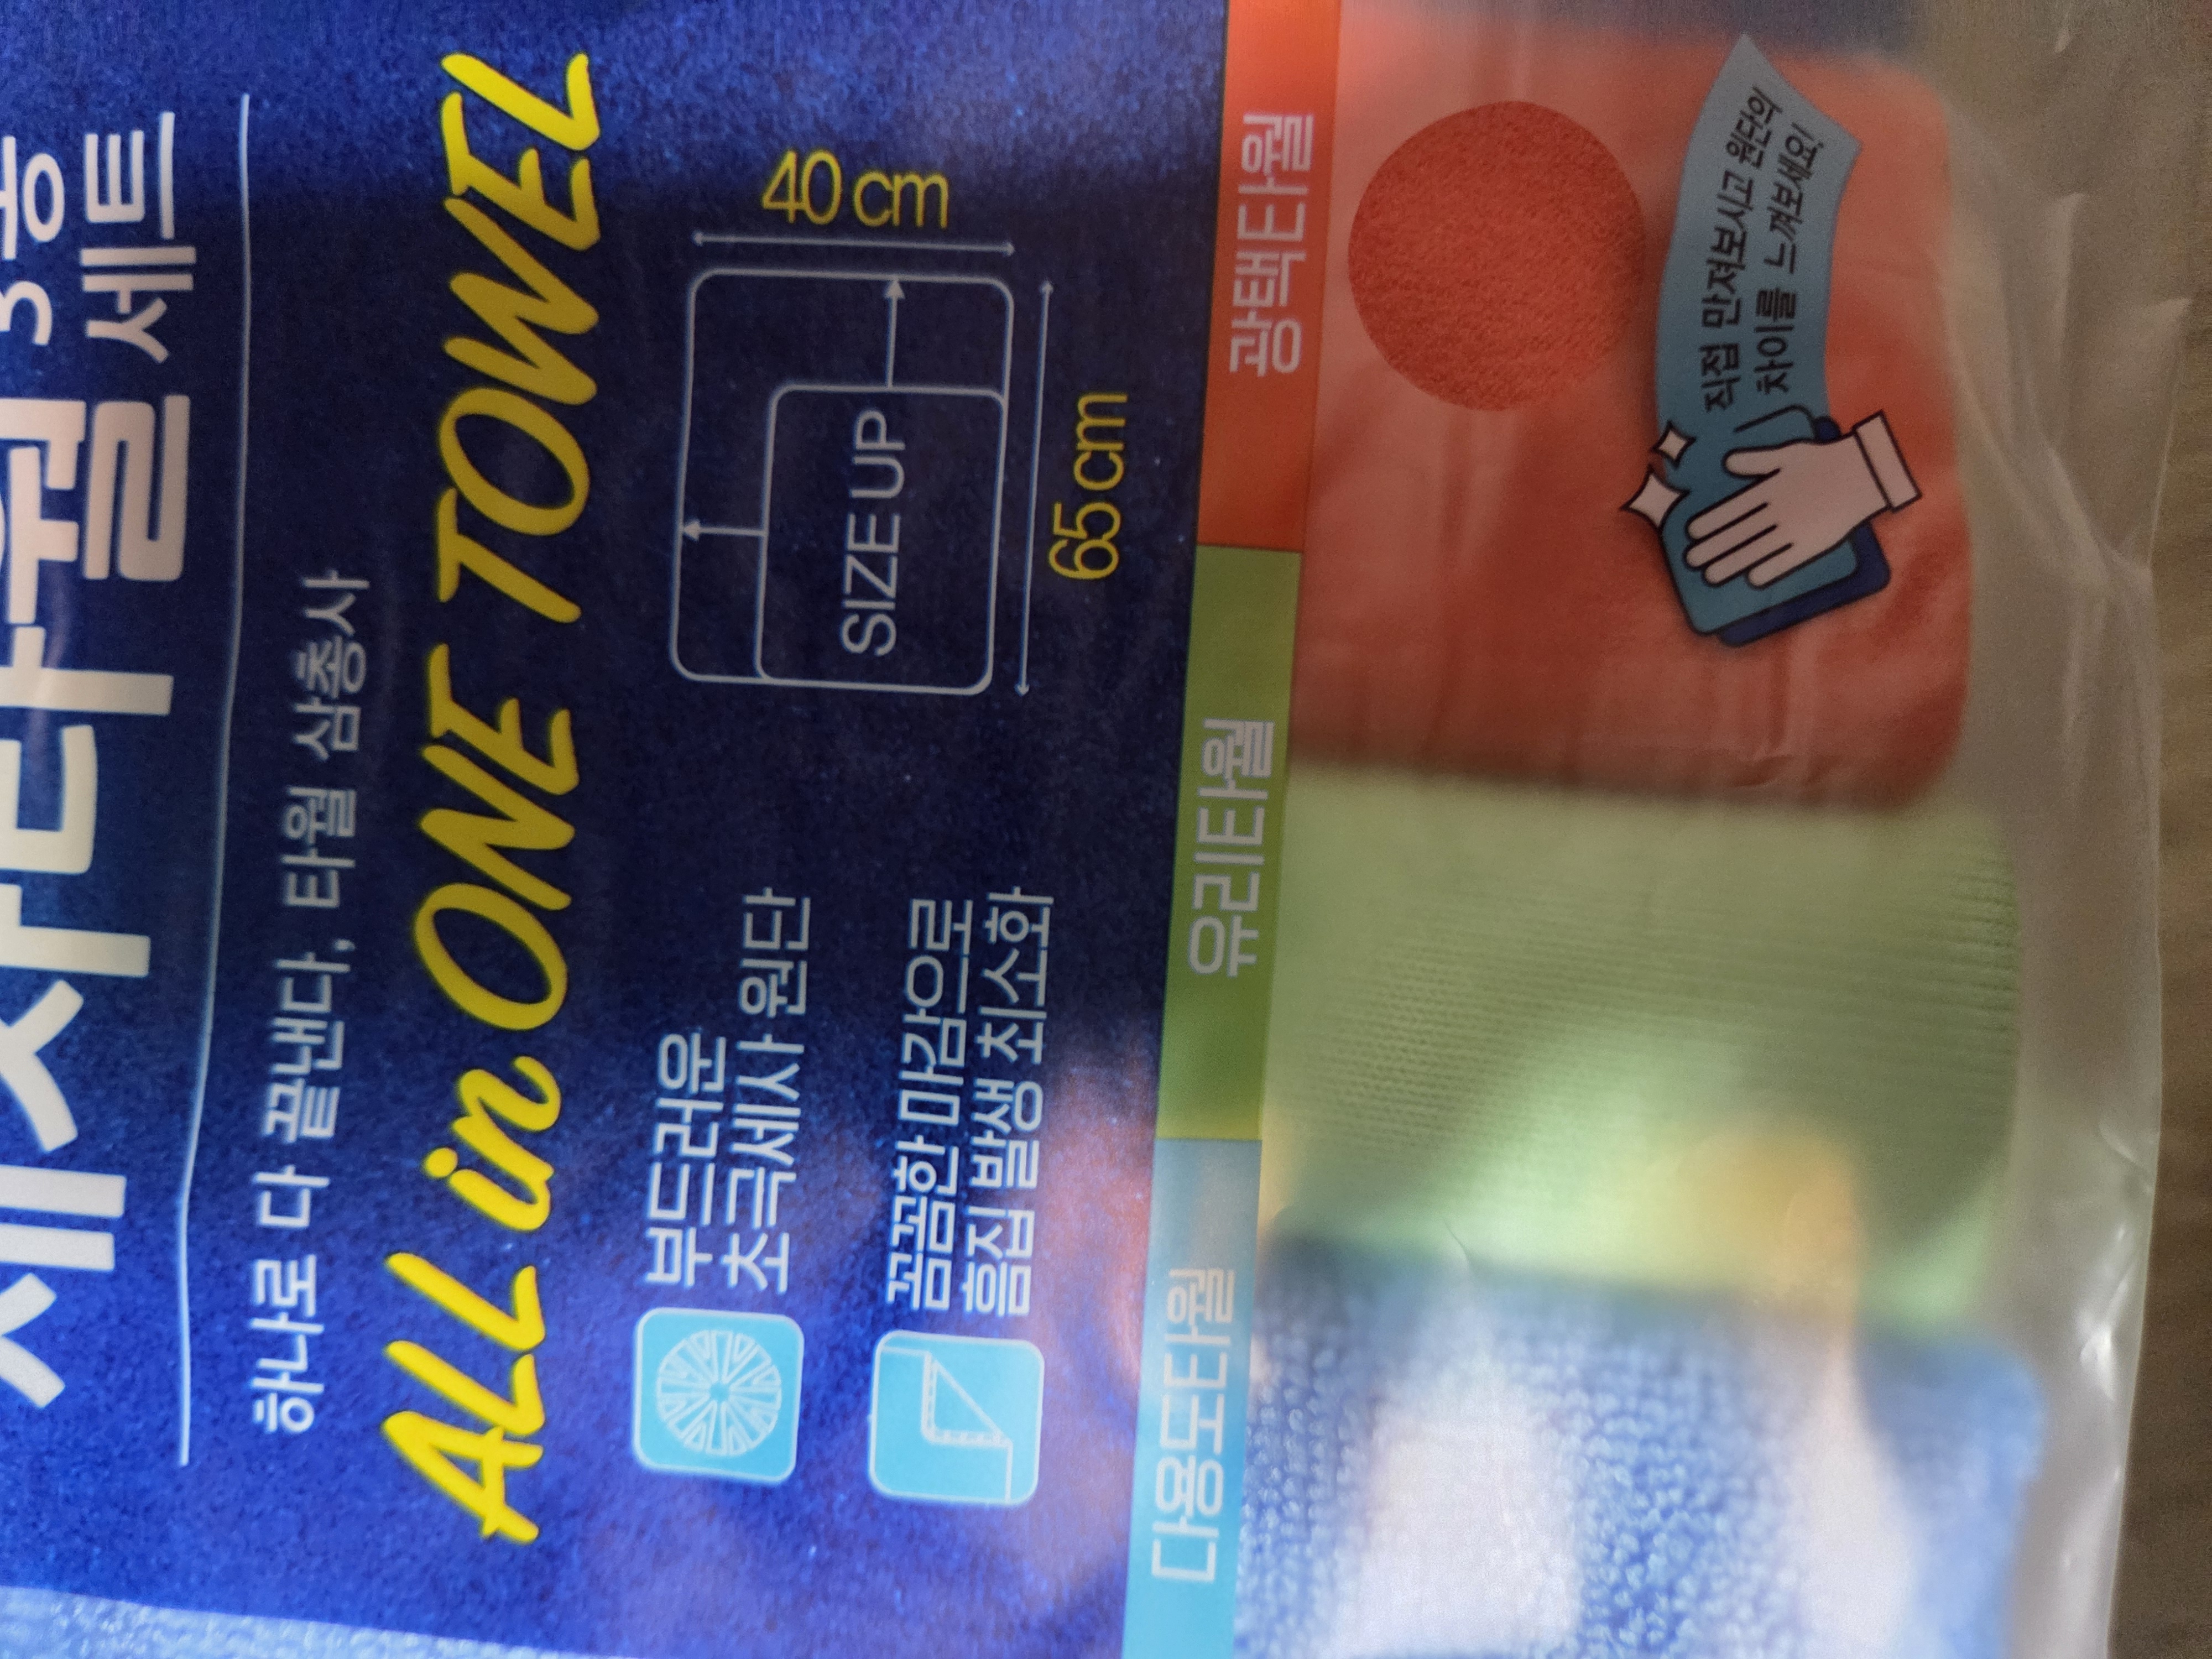 세차타월 3종
세트
하나로 다 끝낸다, 타월 삼총사
ALL in ONE TOWEL
부드러운
초극세사 원단
꼼꼼한 마감으로
흠집 발생 최소화
SIZE UP
40 cm
65 cm
다용도타월
유리타월
광택타월
직접 만져보시고 원단의
차이를 느껴보세요!